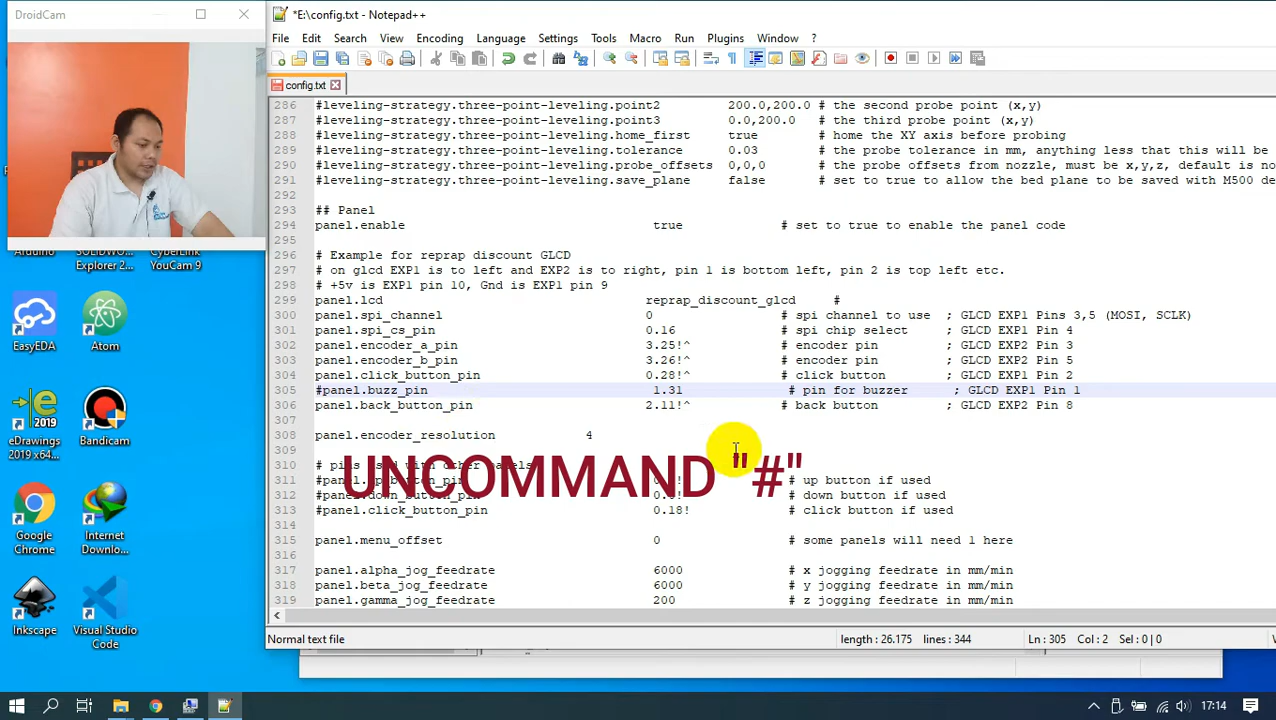 DroidCam
*E:\config.txt - Notepad++
File Edit Search View Encoding Language Settings Tools Macro Run Plugins Window ?
config.txt
286 #leveling-strategy.three-point-leveling.point2 200.0,200.0 # the second probe point (x,y)
287 #leveling-strategy.three-point-leveling.point3 0.0,200.0 # the third probe point (x,y)
288 #leveling-strategy.three-point-leveling.home_first true # home the XY axis before probing
289 #leveling-strategy.three-point-leveling.tolerance 0.03 # the probe tolerance in mm, anything less that this will be
290 #leveling-strategy.three-point-leveling.probe_offsets 0,0,0 # the probe offsets from nozzle, must be x,y,z, default is no
291 #leveling-strategy.three-point-leveling.save_plane false # set to true to allow the bed plane to be saved with M500 de
292
293 ## Panel
294 panel.enable true # set to true to enable the panel code
295
296 # Example for reprap discount GLCD
297 # on glcd EXP1 is to left and EXP2 is to right, pin 1 is bottom left, pin 2 is top left etc.
298 # +5v is EXP1 pin 10, Gnd is EXP1 pin 9
299 panel.lcd reprap_discount_glcd #
300 panel.spi_channel 0 # spi channel to use ; GLCD EXP1 Pins 3,5 (MOSI, SCLK)
301 panel.spi_cs_pin 0.16 # spi chip select ; GLCD EXP1 Pin 4
302 panel.encoder_a_pin 3.25!^ # encoder pin ; GLCD EXP2 Pin 3
303 panel.encoder_b_pin 3.26!^ # encoder pin ; GLCD EXP2 Pin 5
304 panel.click_button_pin 0.28!^ # click button ; GLCD EXP1 Pin 2
305 #panel.buzz_pin 1.31 # pin for buzzer ; GLCD EXP1 Pin 1
306 panel.back_button_pin 2.11!^ # back button ; GLCD EXP2 Pin 8
307
308 panel.encoder_resolution 4
309
310 # pins used with other panels
UNCOMMAND "#"
311 #panel.up_button_pin # up button if used
312 #panel.down_button_pin # down button if used
313 #panel.click_button_pin 0.18! # click button if used
314
315 panel.menu_offset 0 # some panels will need 1 here
316
317 panel.alpha_jog_feedrate 6000 # x jogging feedrate in mm/min
318 panel.beta_jog_feedrate 6000 # y jogging feedrate in mm/min
319 panel.gamma_jog_feedrate 200 # z jogging feedrate in mm/min
Normal text file length : 26.175 lines : 344 Ln : 305 Col : 2 Sel : 0 | 0
Arduino
SOLIDWO...
Explorer 2...
CyberLink
YouCam 9
EasyEDA
Atom
eDrawings
2019 x64...
Bandicam
Google
Chrome
Internet
Downlo...
Inkscape
Visual Studio
Code
2019
17:14